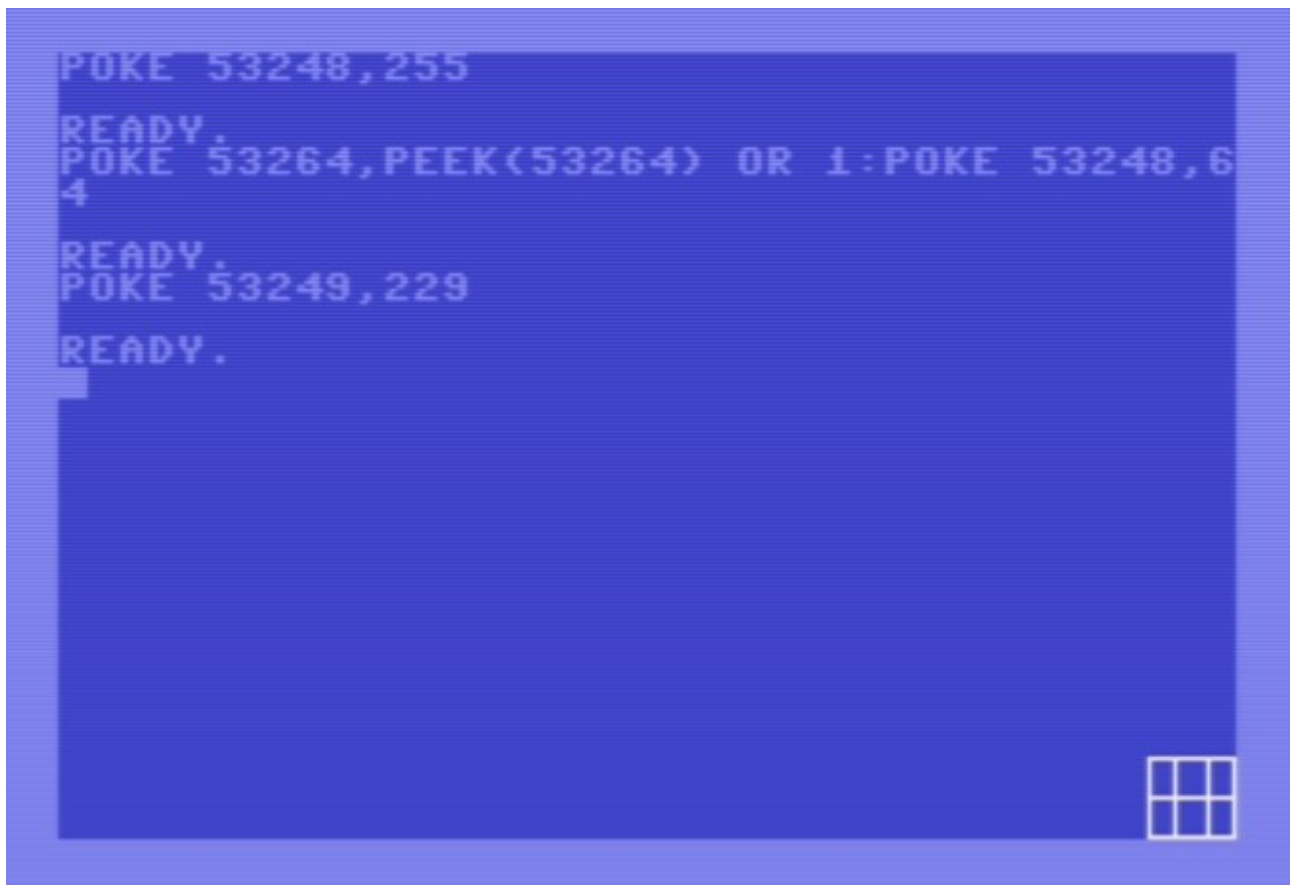 POKE 53248,255
READY.
POKE 53264,PEEK(53264) OR 1:POKE 53248,6
4
READY.
POKE 53249,229
READY.